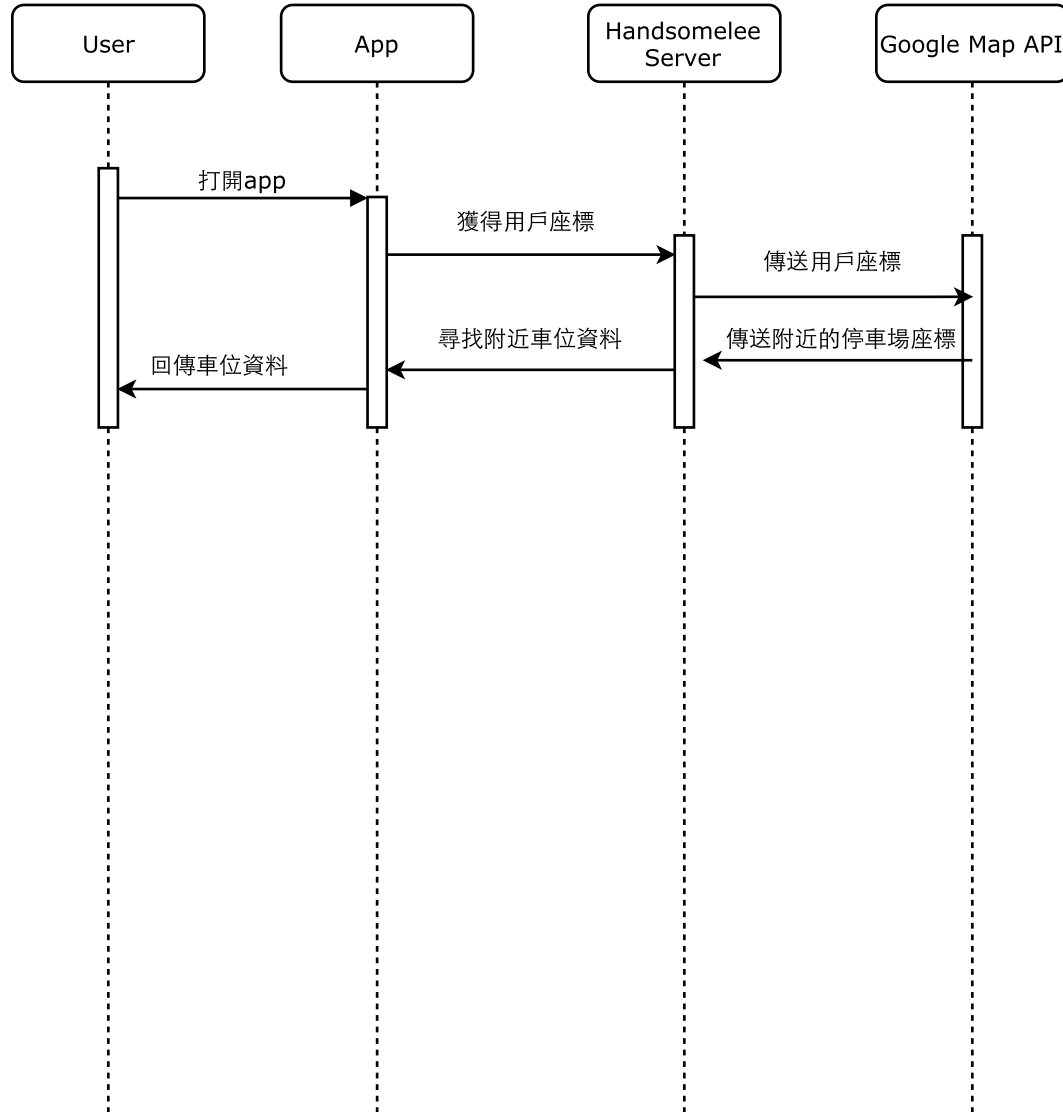 User
App
Handsomelee
Server
Google Map API
打開app
獲得用戶座標
傳送用戶座標
傳送附近的停車場座標
尋找附近車位資料
回傳車位資料